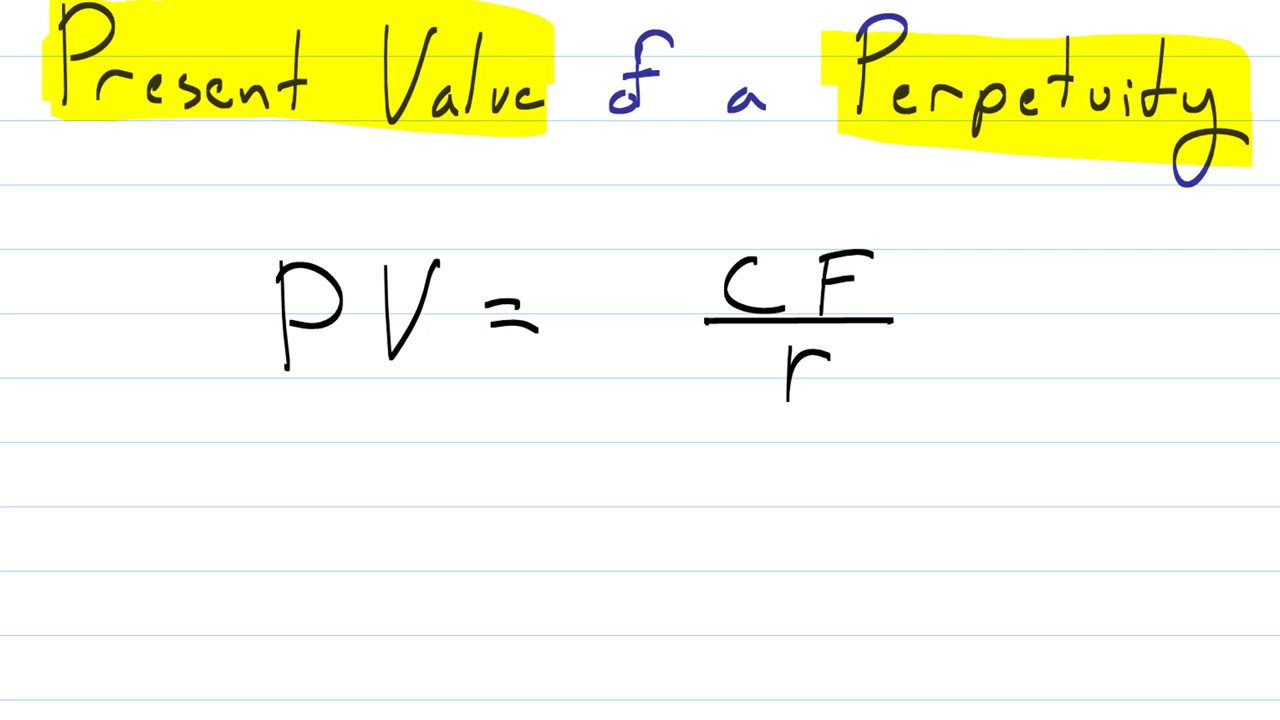 Present Value of a Perpetuity
PV = CF
r